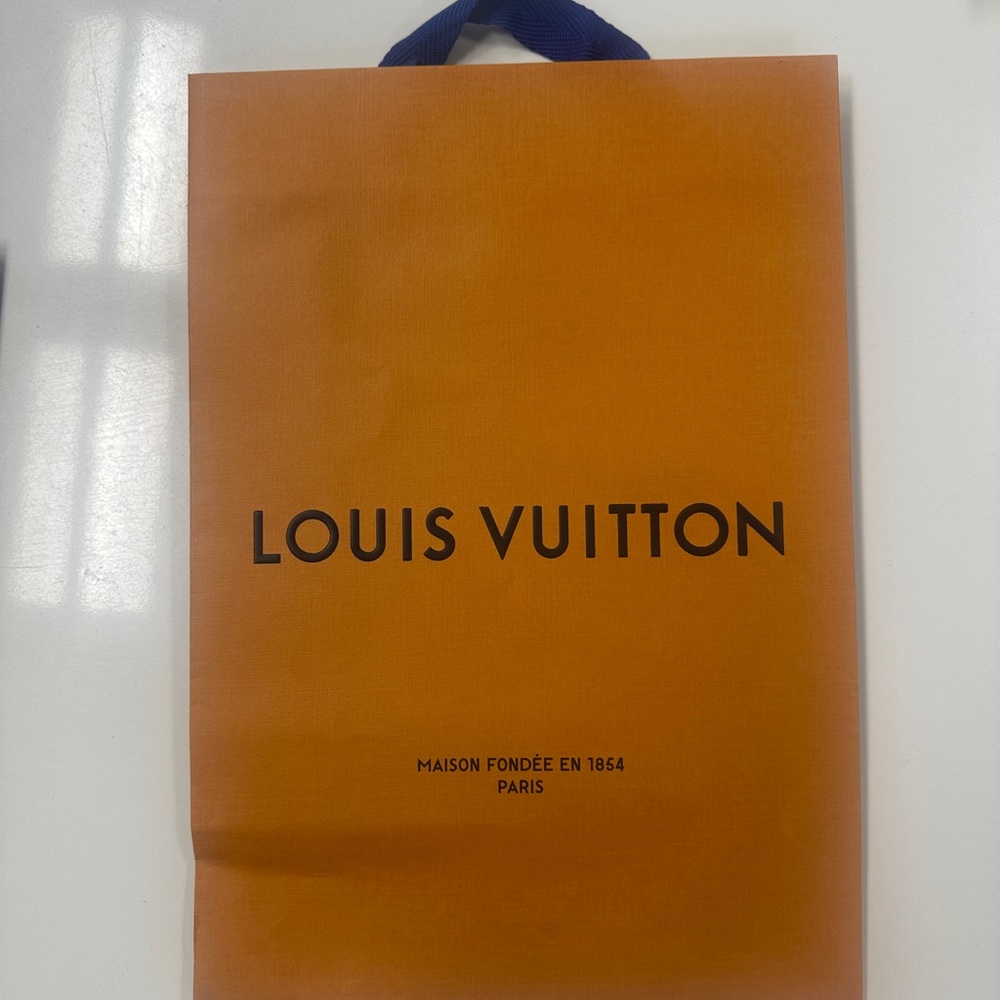 LOUIS VUITTON
MAISON FONDÉE EN 1854
PARIS